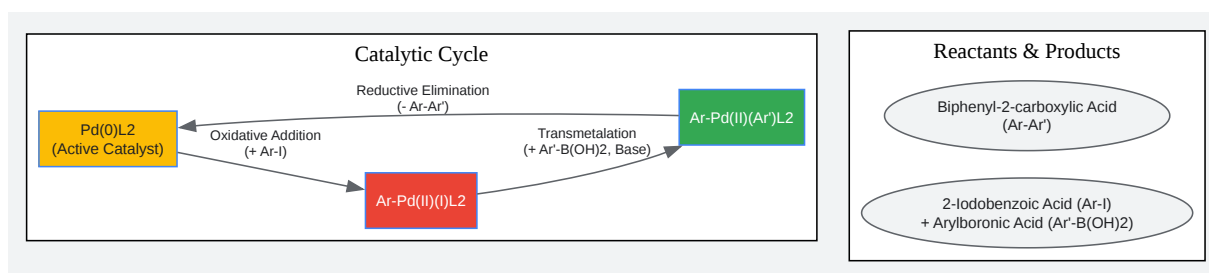 Catalytic Cycle
Reductive Elimination
(- Ar-Ar')
Pd(0)L2
(Active Catalyst)
Oxidative Addition
(+ Ar-I)
Transmetalation
(+ Ar'-B(OH)2, Base)
Ar-Pd(II)(Ar')L2
Ar-Pd(II)(I)L2
Reactants & Products
Biphenyl-2-carboxylic Acid
(Ar-Ar')
2-Iodobenzoic Acid (Ar-I)
+ Arylboronic Acid (Ar'-B(OH)2)